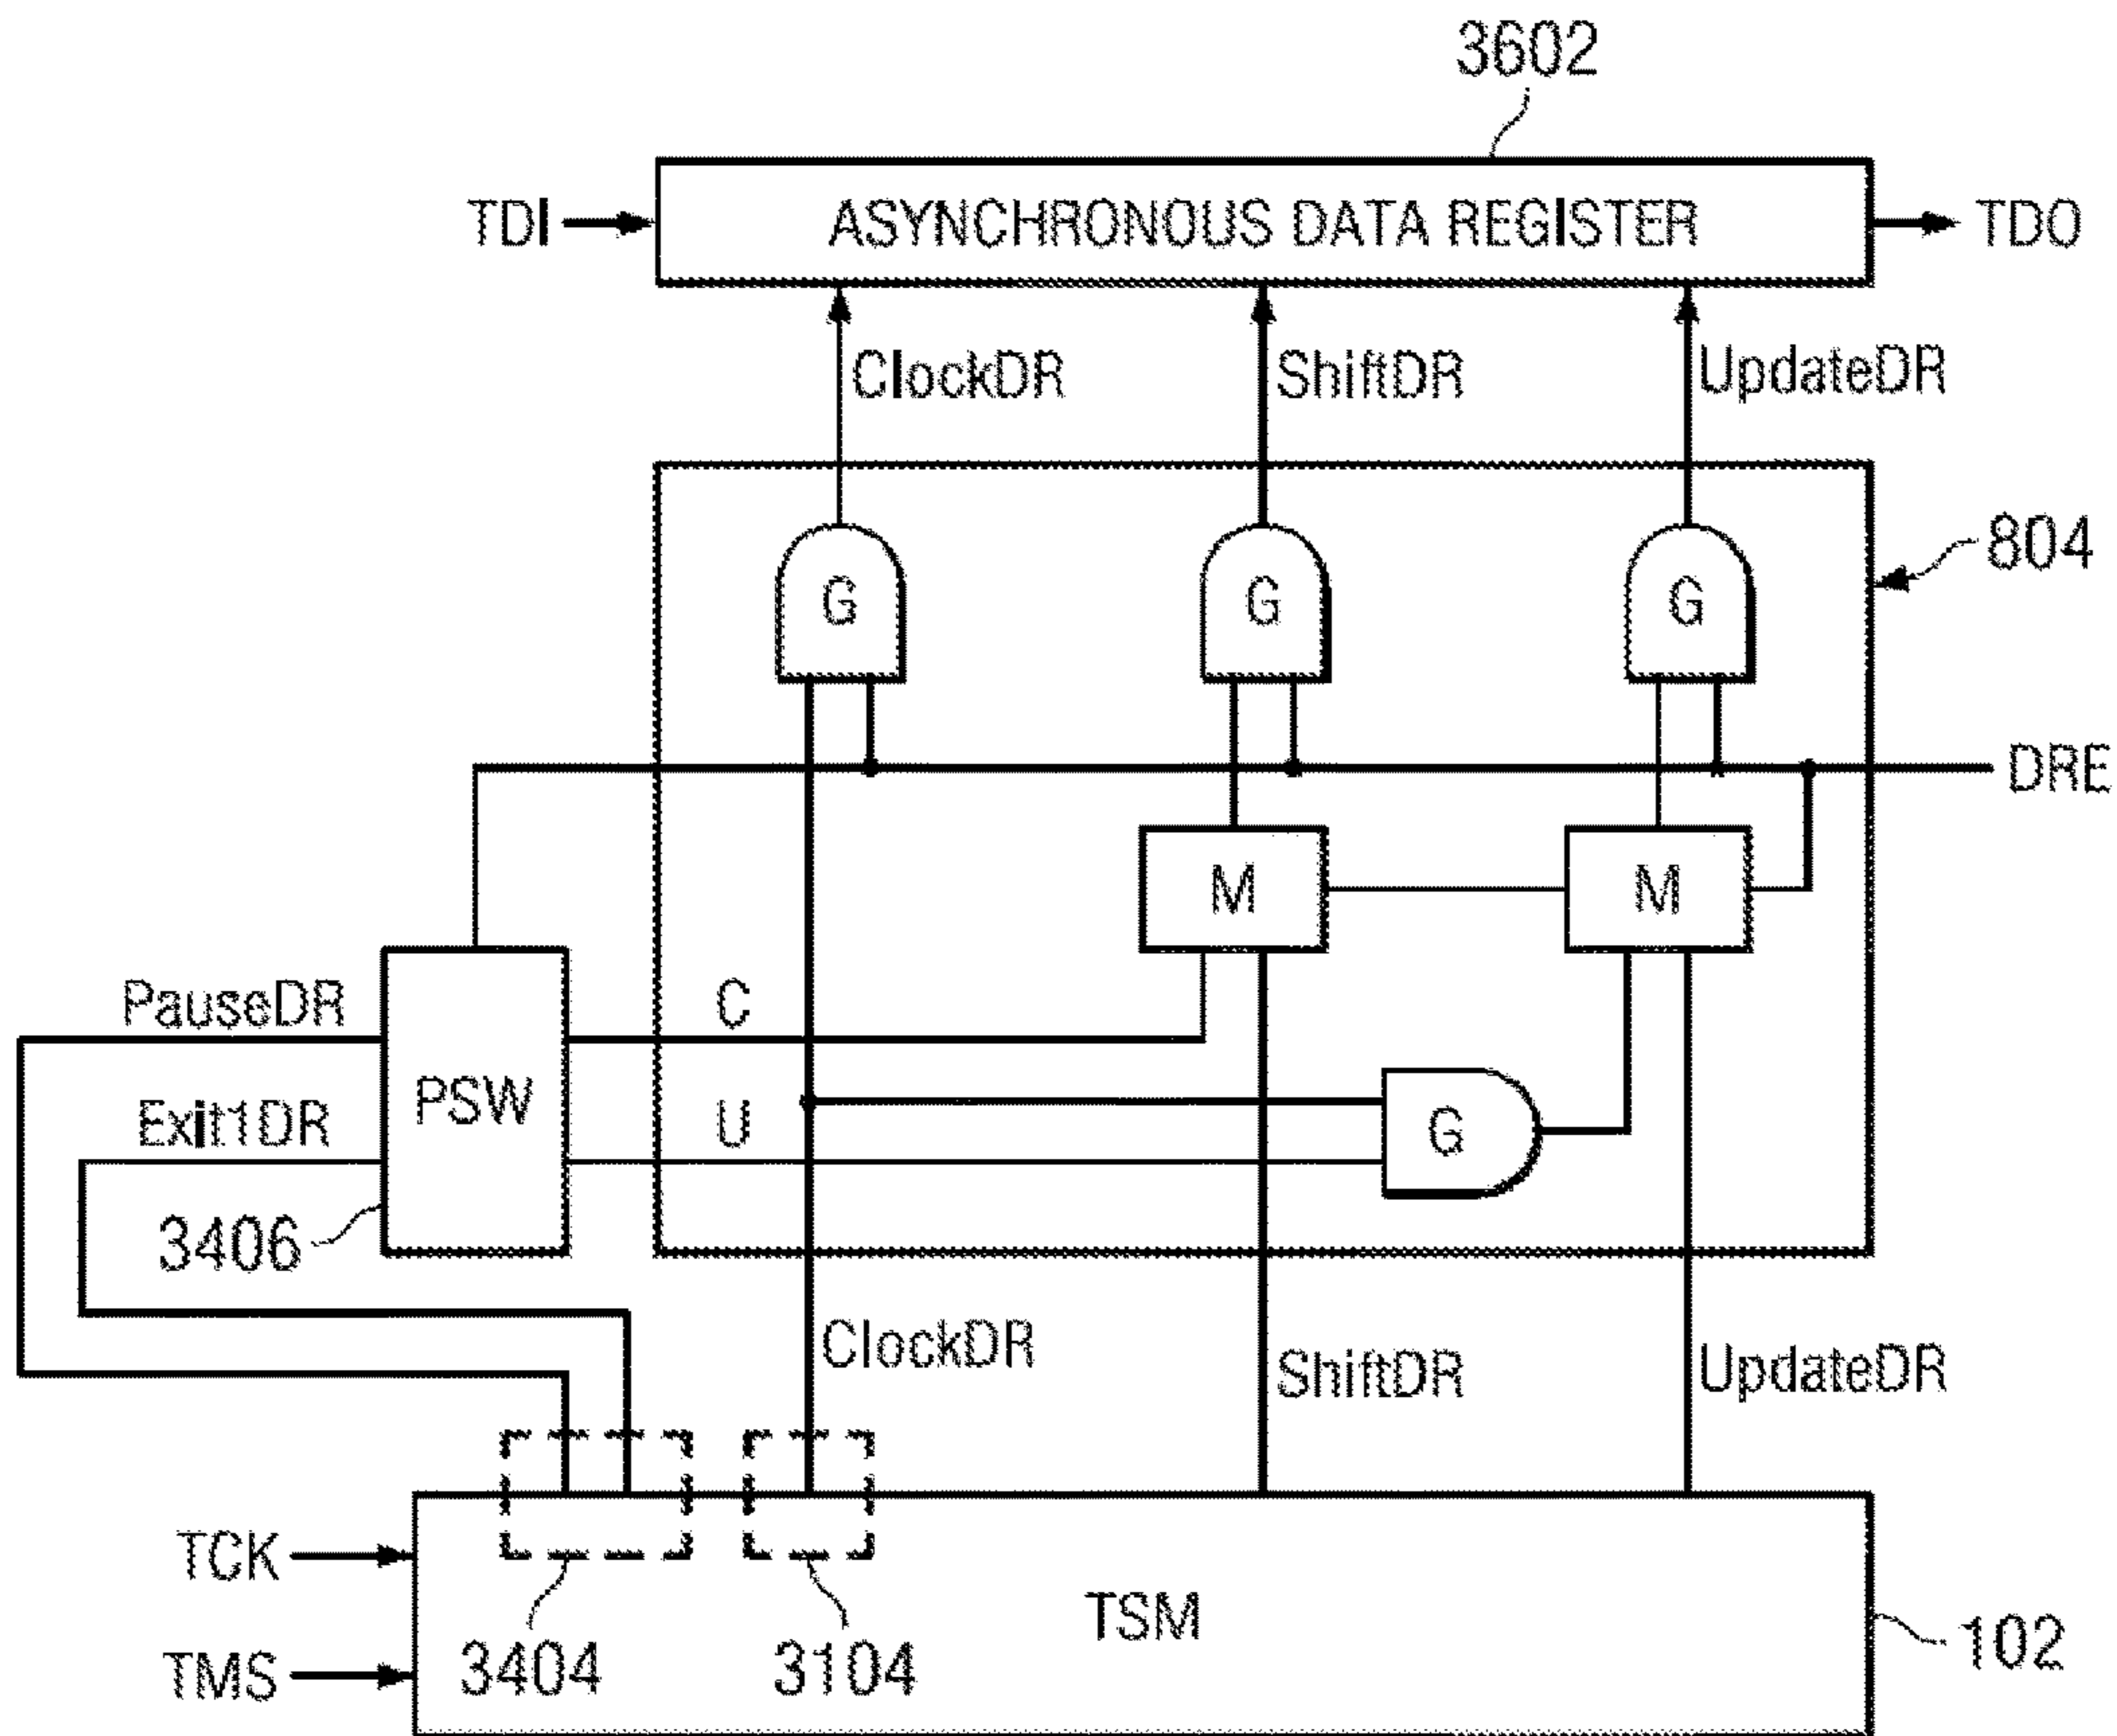 3602
TDI
ASYNCHRONOUS DATA REGISTER
TDO
ClockDR
ShiftDR
UpdateDR
804
G
G
G
DRE
M
M
PauseDR
C
PSW
Exit1DR
U
G
3406
ClockDR
ShiftDR
UpdateDR
TCK
TSM
102
TMS
3404
3104